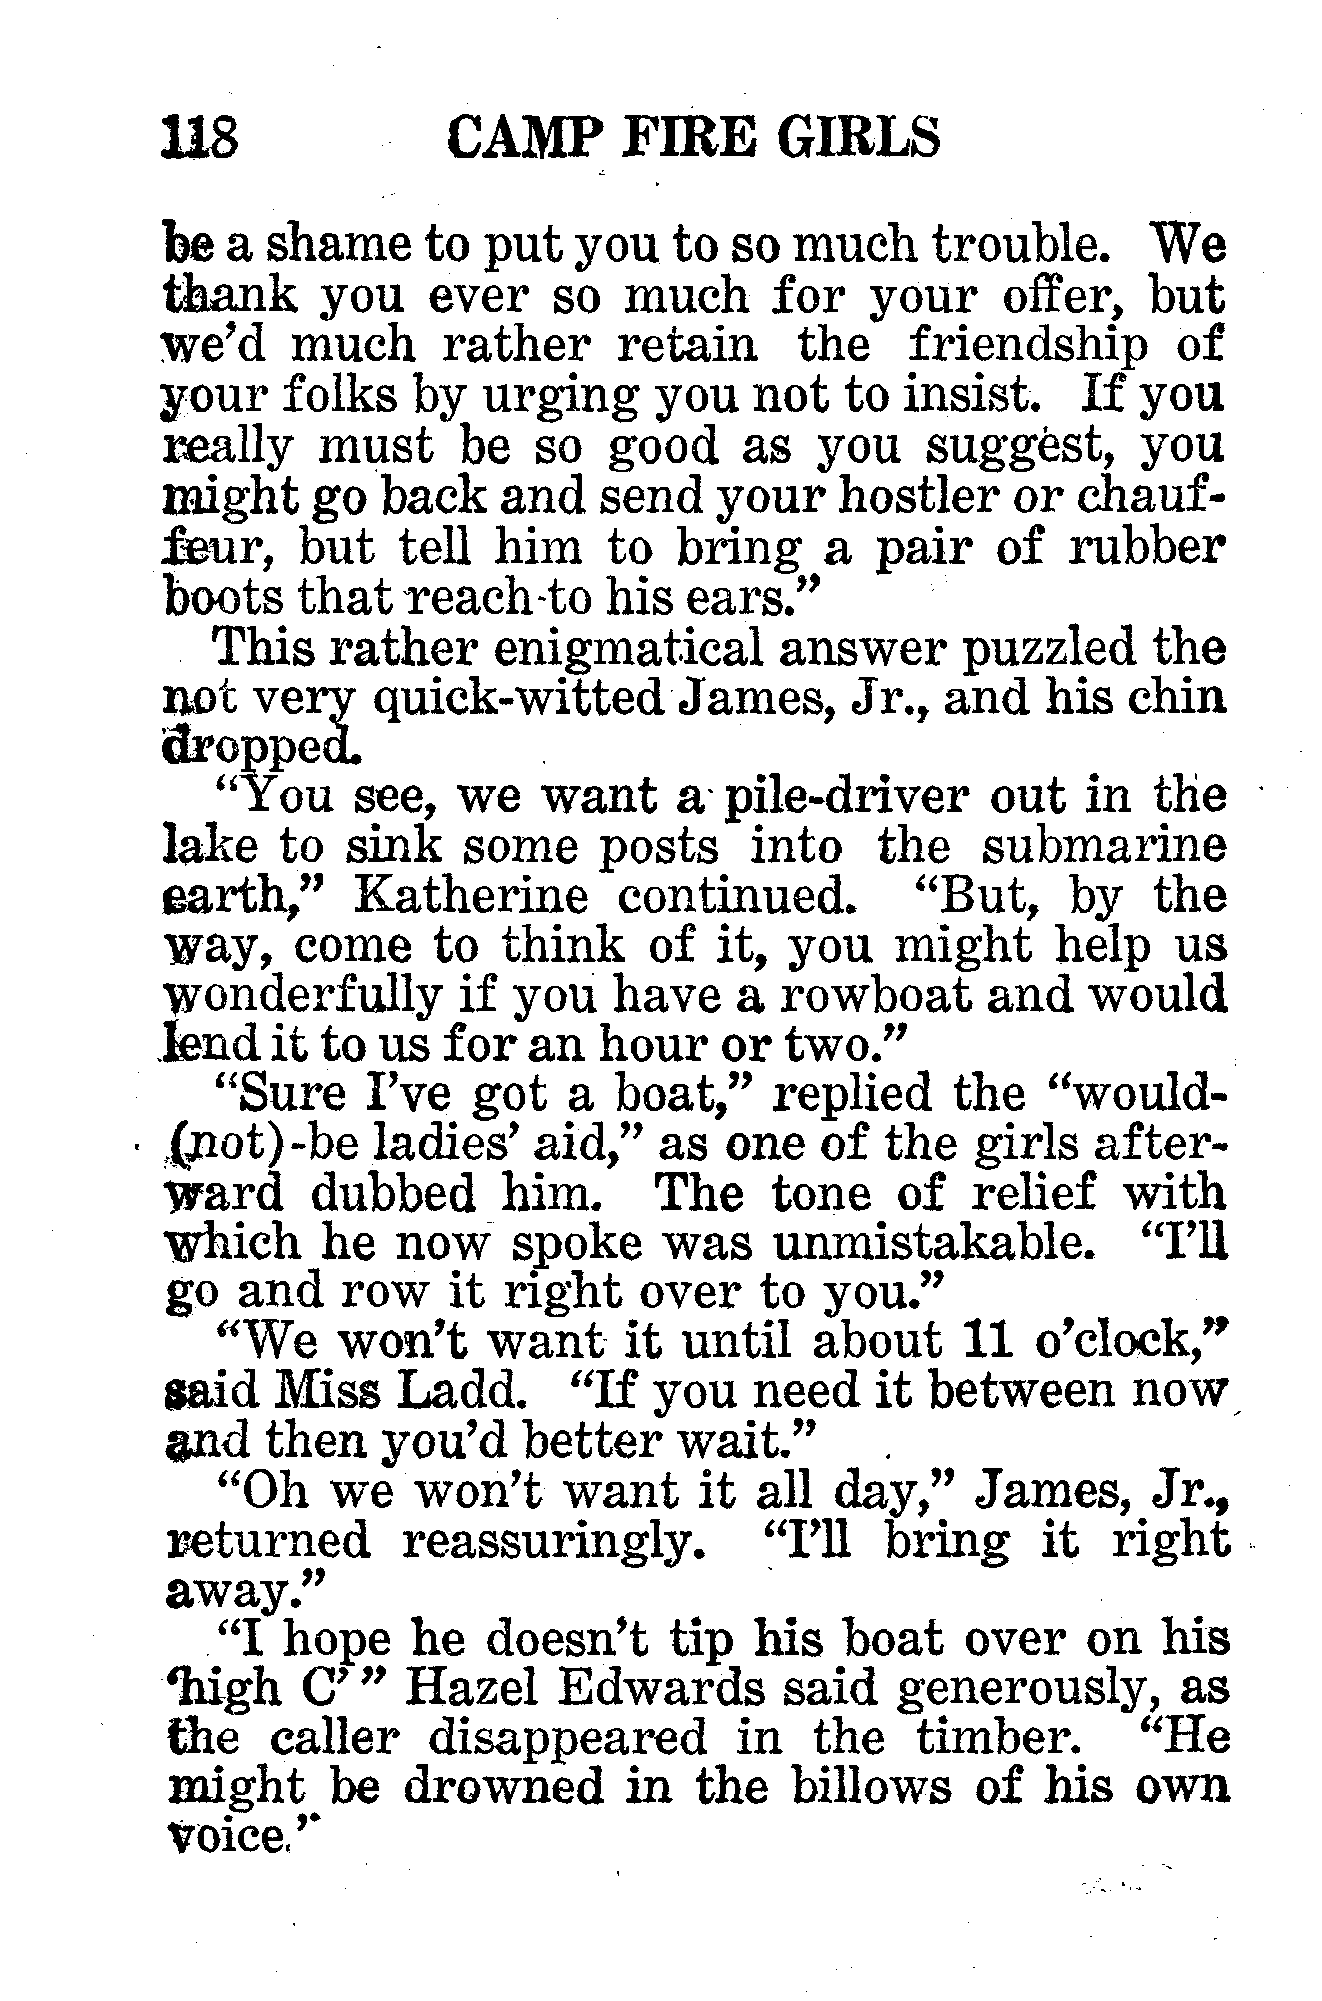 118 CAMP FIRE GIRLS
be a shame to put you to so much trouble. We
thank you ever so much for your offer, but
we'd much rather retain the friendship of
your folks by urging you not to insist. If you
really must be so good as you suggest, you
might go back and send your hostler or chauf-
feur, but tell him to bring a pair of rubber
boots that reach to his ears.”
This rather enigmatical answer puzzled the
not very quick-witted James, Jr., and his chin
dropped.
“You see, we want a pile-driver out in the
lake to sink some posts into the submarine
earth,” Katherine continued. “But, by the
way, come to think of it, you might help us
wonderfully if you have a rowboat and would
lend it to us for an hour or two.”
“Sure I've got a boat,” replied the “would-
(not)-be ladies' aid,” as one of the girls after-
ward dubbed him. The tone of relief with
which he now spoke was unmistakable. “I'll
go and row it right over to you.”
“We won't want it until about 11 o'clock,”
said Miss Ladd. “If you need it between now
and then you'd better wait.”
“Oh we won't want it all day,” James, Jr.,
returned reassuringly. “I'll bring it right
away.”
“I hope he doesn't tip his boat over on his
‘high C’” Hazel Edwards said generously, as
the caller disappeared in the timber. “He
might be drowned in the billows of his own
voice.”